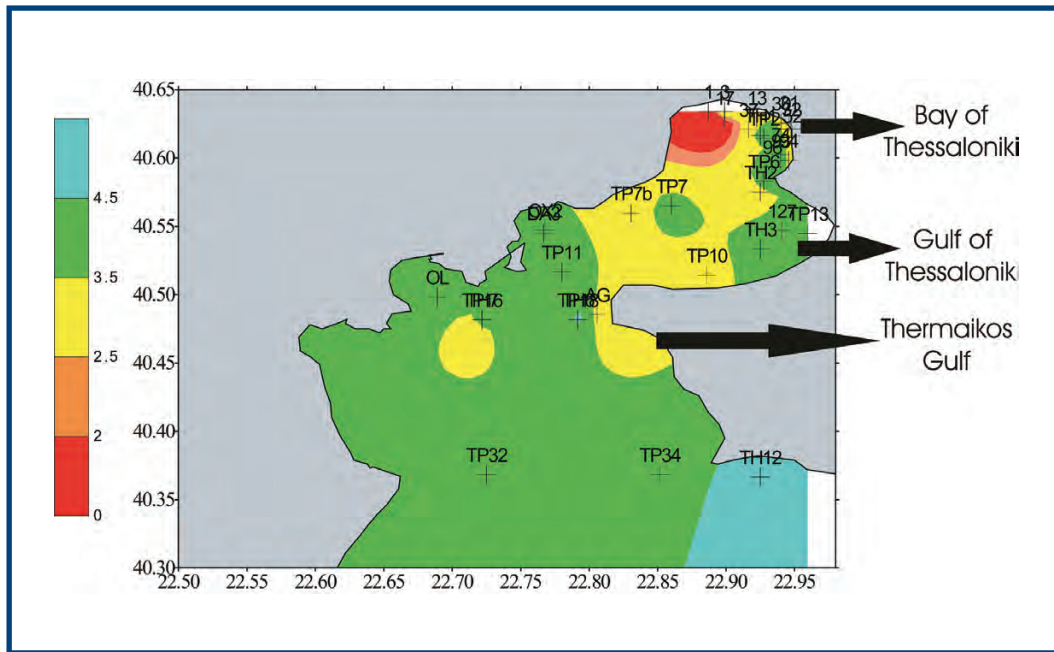 40.65
40.60
40.55
40.50
40.45
40.40
40.35
40.30
22.50 22.55 22.60 22.65 22.70 22.75 22.80 22.85 22.90 22.95
4.5
3.5
2.5
2
0
1 3
17
13
TP6
TH2
TP7
TP7b
127
TP13
TH3
TP10
TP11
OL
AG
TP32
TP34
TH12
Bay of
Thessaloniki
Gulf of
Thessaloniki
Thermaikos
Gulf